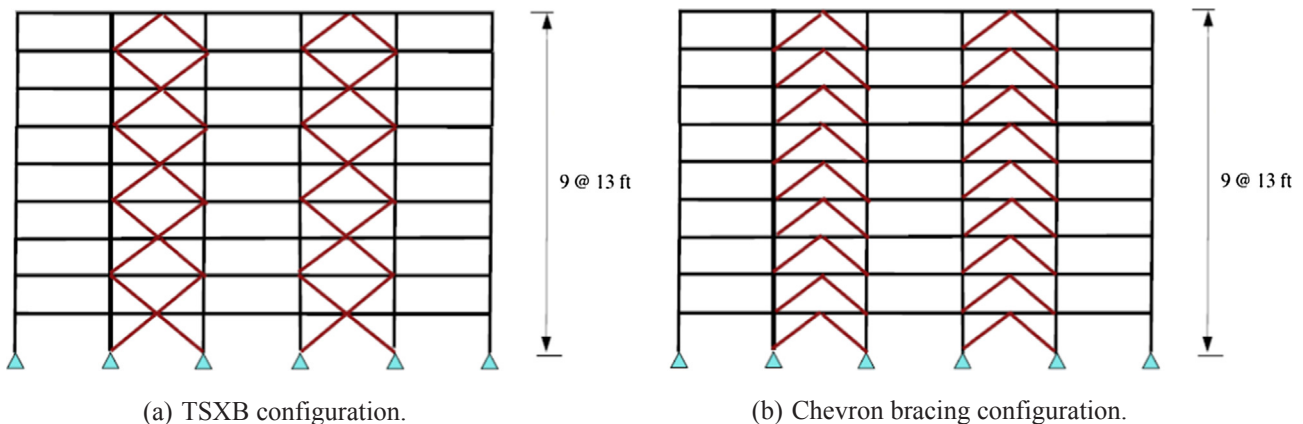 9 @ 13 ft
9 @ 13 ft
(a) TSXB configuration.
(b) Chevron bracing configuration.